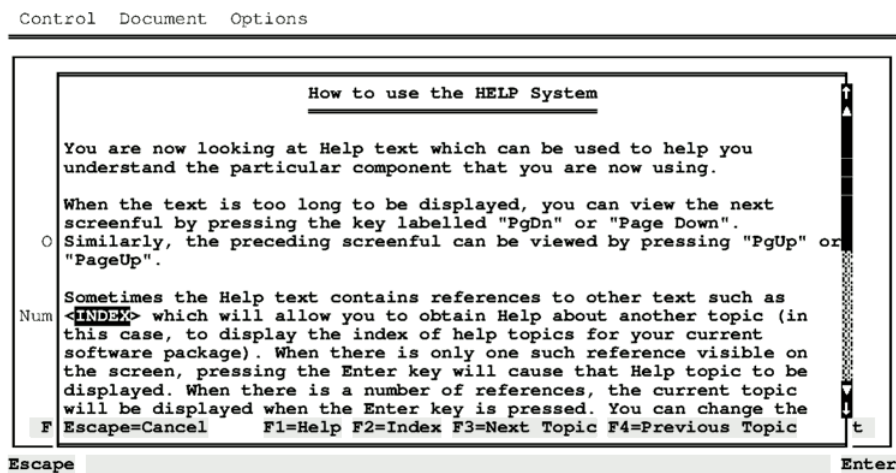 Control Document Options
How to use the HELP System
You are now looking at Help text which can be used to help you
understand the particular component that you are now using.
When the text is too long to be displayed, you can view the next
screenful by pressing the key labelled "PgDn" or "Page Down".
O Similarly, the preceding screenful can be viewed by pressing "PgUp" or
"PageUp".
Sometimes the Help text contains references to other text such as
Num <INDEX> which will allow you to obtain Help about another topic (in
this case, to display the index of help topics for your current
software package). When there is only one such reference visible on
the screen, pressing the Enter key will cause that Help topic to be
displayed. When there is a number of references, the current topic
will be displayed when the Enter key is pressed. You can change the
F Escape=Cancel F1=Help F2=Index F3=Next Topic F4=Previous Topic t
Escape Enter